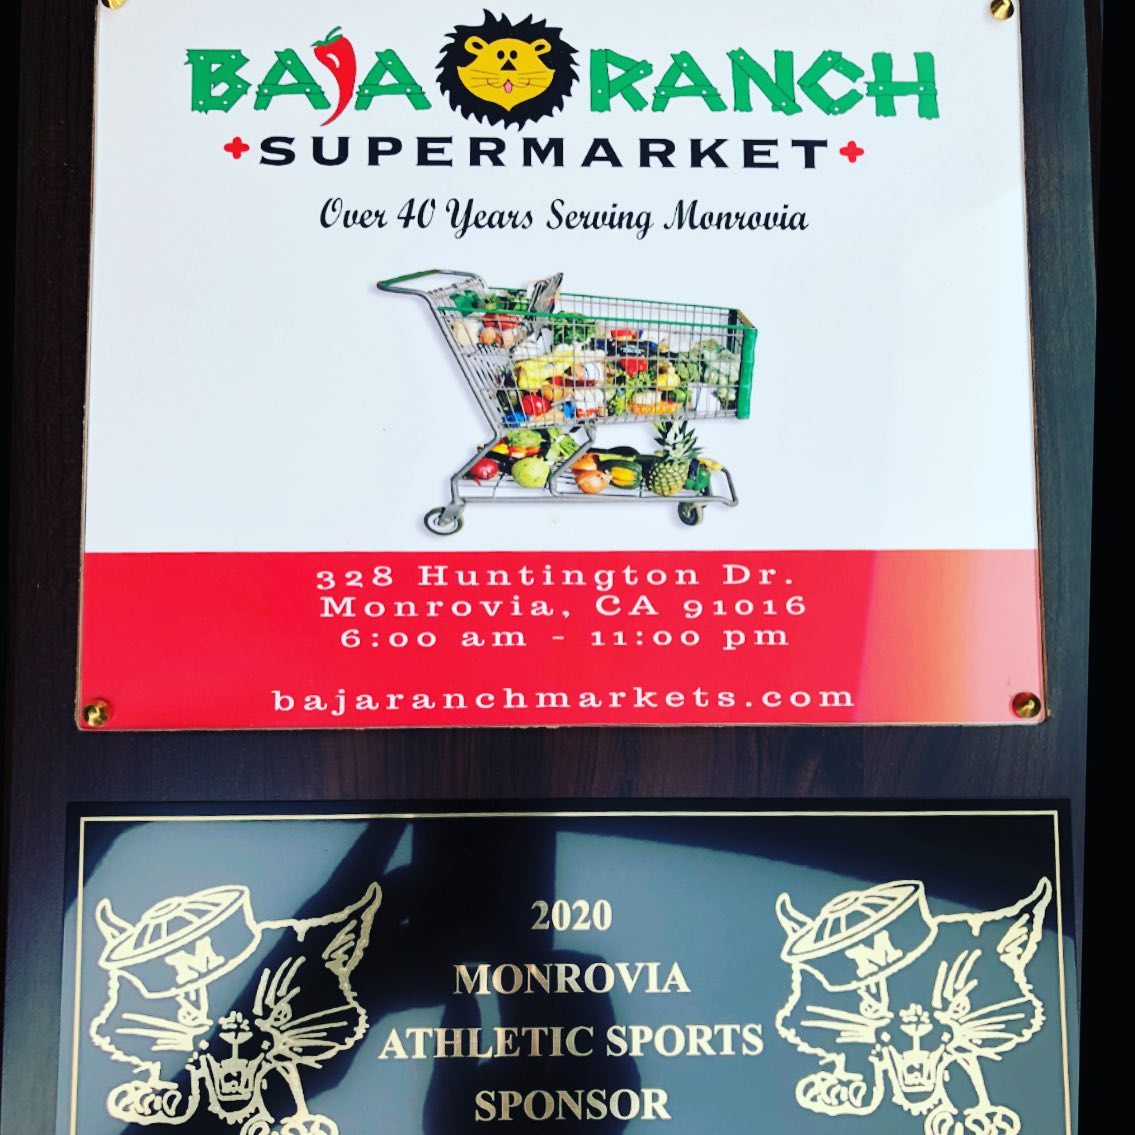 BAJA RANCH
SUPERMARKET
Over 40 Years Serving Monrovia
328 Huntington Dr.
Monrovia, CA 91016
6:00 am - 11:00 pm
bajaranchmarkets.com
2020
M
MONROVIA
M
ATHLETIC SPORTS
SPONSOR